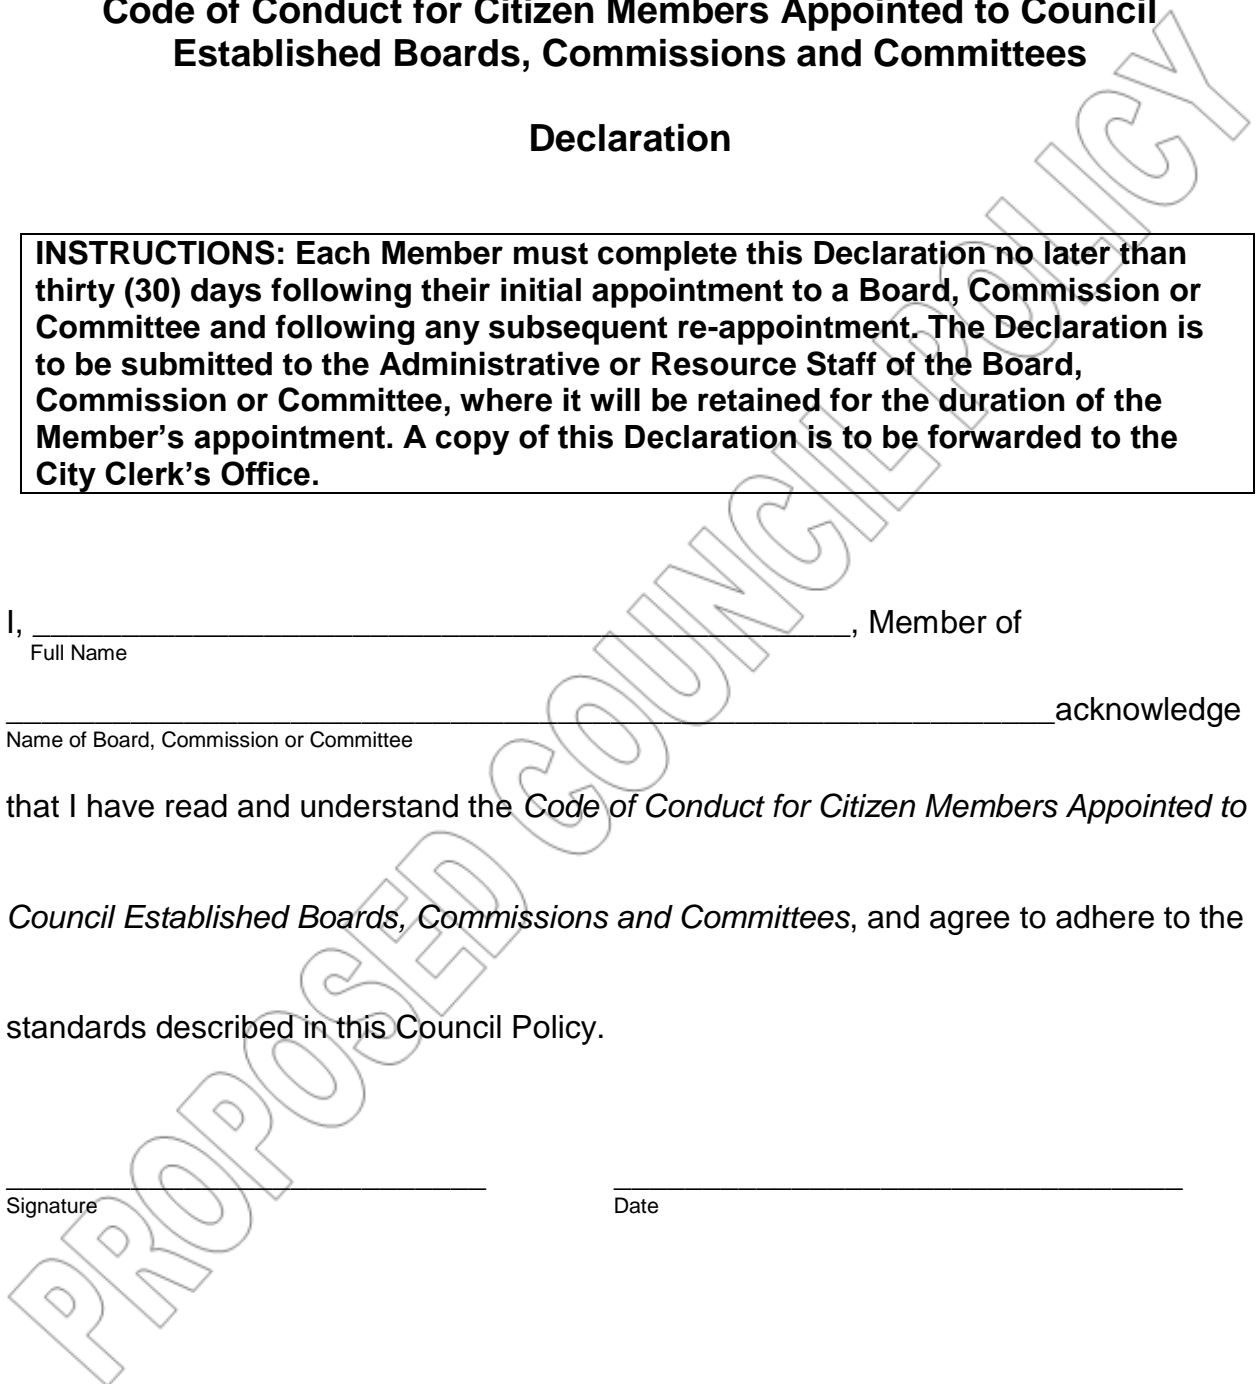 Code of Conduct for Citizen Members Appointed to Council
Established Boards, Commissions and Committees
Declaration
INSTRUCTIONS: Each Member must complete this Declaration no later than
thirty (30) days following their initial appointment to a Board, Commission or
Committee and following any subsequent re-appointment. The Declaration is
to be submitted to the Administrative or Resource Staff of the Board,
Commission or Committee, where it will be retained for the duration of the
Member’s appointment. A copy of this Declaration is to be forwarded to the
City Clerk’s Office.
I, ______________________________________________, Member of
Full Name
___________________________________________________________acknowledge
Name of Board, Commission or Committee
that I have read and understand the Code of Conduct for Citizen Members Appointed to
Council Established Boards, Commissions and Committees, and agree to adhere to the
standards described in this Council Policy.
___________________________ ________________________________
Signature Date
PROPOSED COUNCIL POLICY